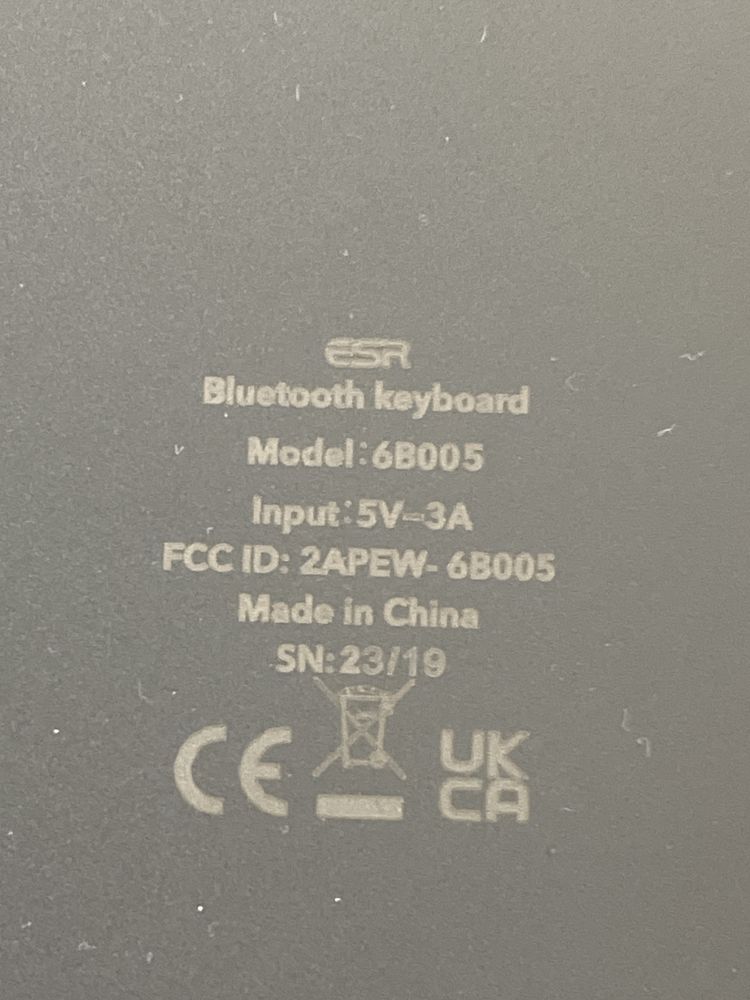 ESR
Bluetooth keyboard
Model:6B005
Input:5V⎓3A
FCC ID: 2APEW- 6B005
Made in China
SN:23/19
CE
UK
CA